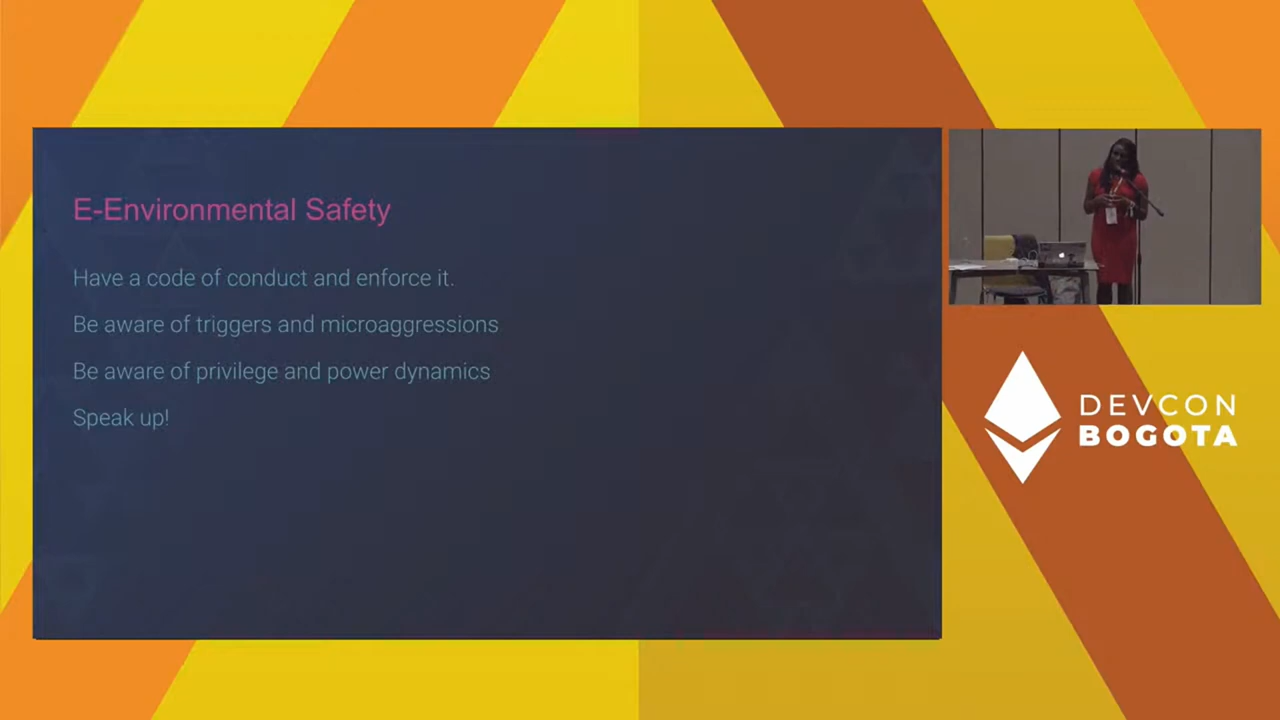 E-Environmental Safety
Have a code of conduct and enforce it.
Be aware of triggers and microaggressions
Be aware of privilege and power dynamics
Speak up!
DEVCON
BOGOTA